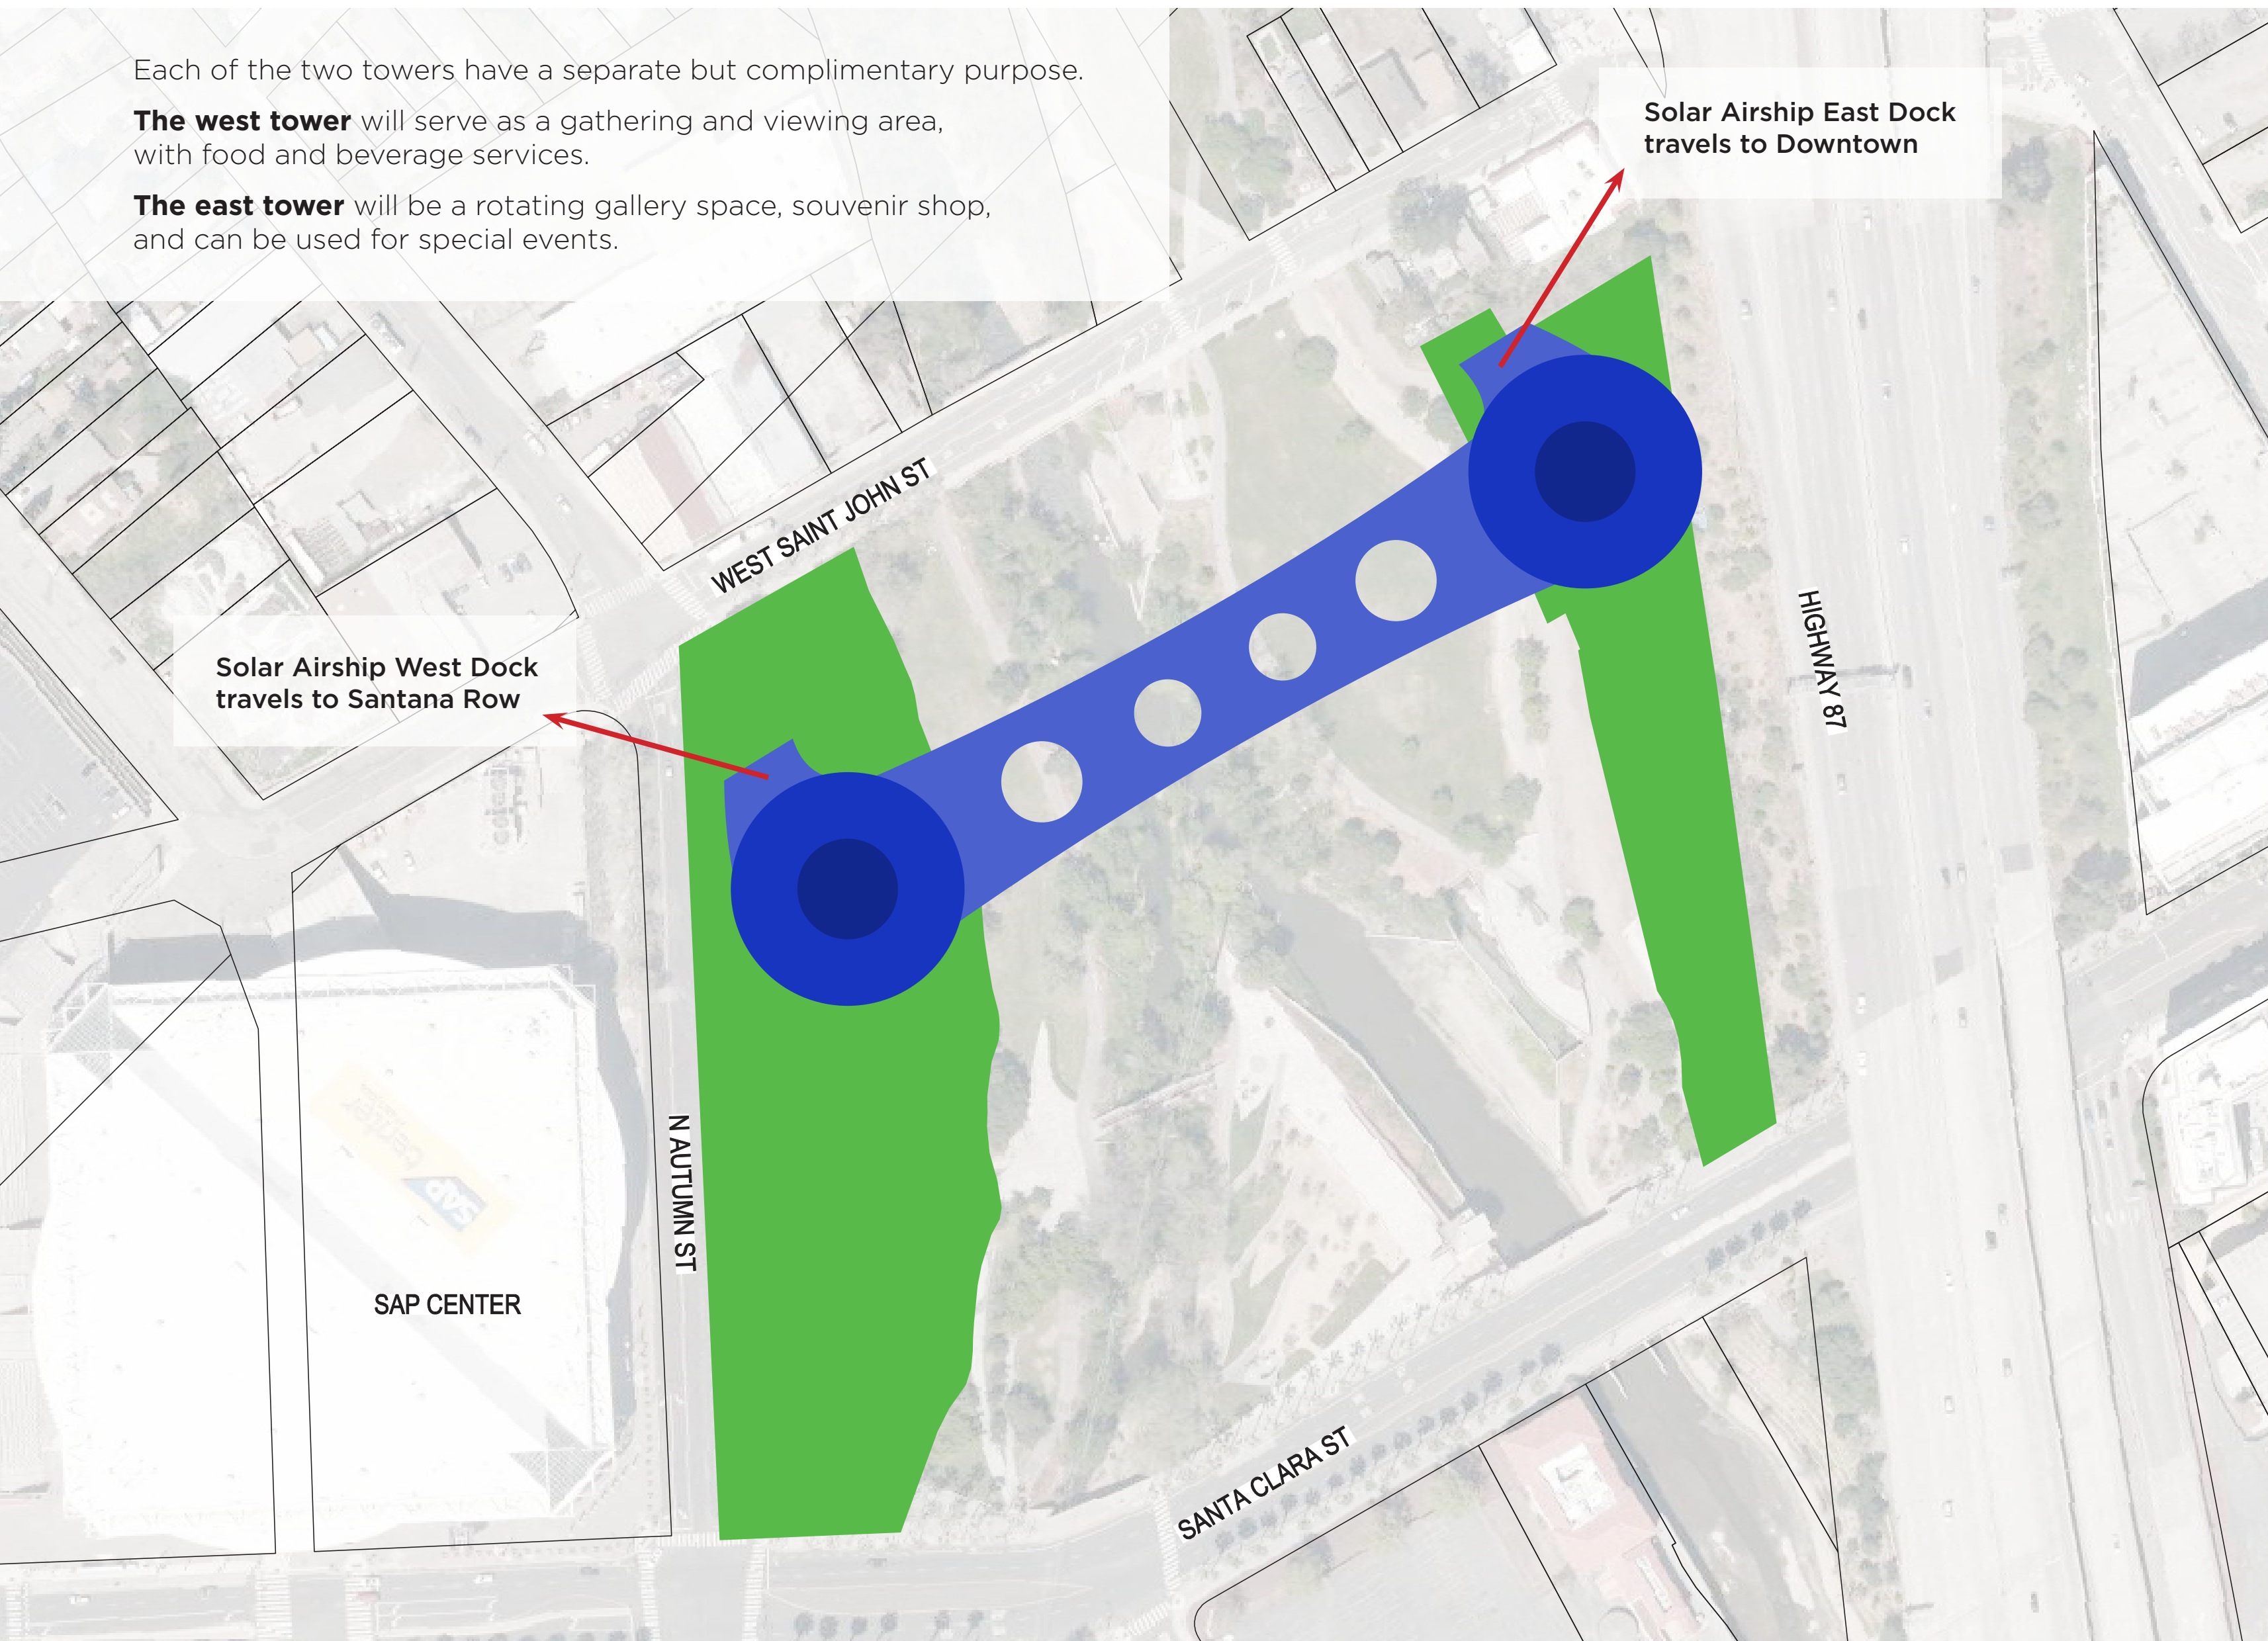 Each of the two towers have a separate but complimentary purpose.
The west tower will serve as a gathering and viewing area,
with food and beverage services.
The east tower will be a rotating gallery space, souvenir shop,
and can be used for special events.
Solar Airship East Dock
travels to Downtown
WEST SAINT JOHN ST
HIGHWAY 87
Solar Airship West Dock
travels to Santana Row
N AUTUMN ST
SAP center
SAP CENTER
SANTA CLARA ST